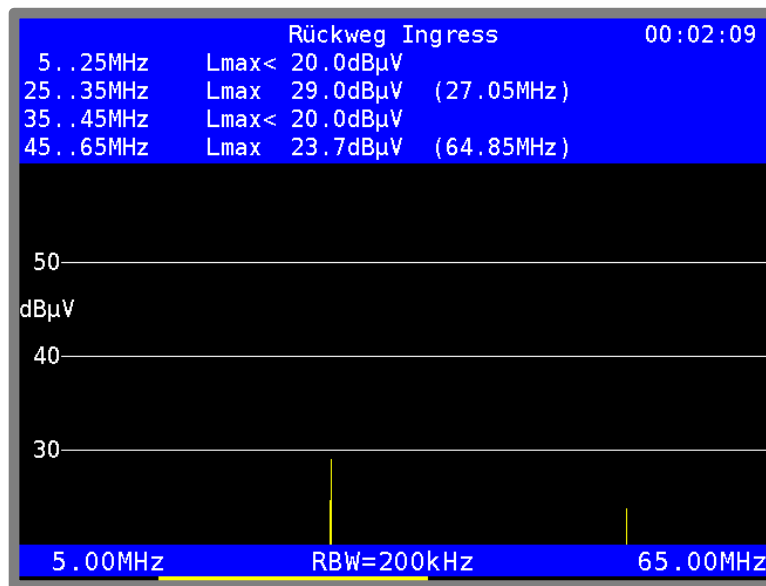 Rückweg Ingress 00:02:09
5..25MHz Lmax< 20.0dBµV
25..35MHz Lmax 29.0dBµV (27.05MHz)
35..45MHz Lmax< 20.0dBµV
45..65MHz Lmax 23.7dBµV (64.85MHz)
50
dBµV
40
30
5.00MHz RBW=200kHz 65.00MHz